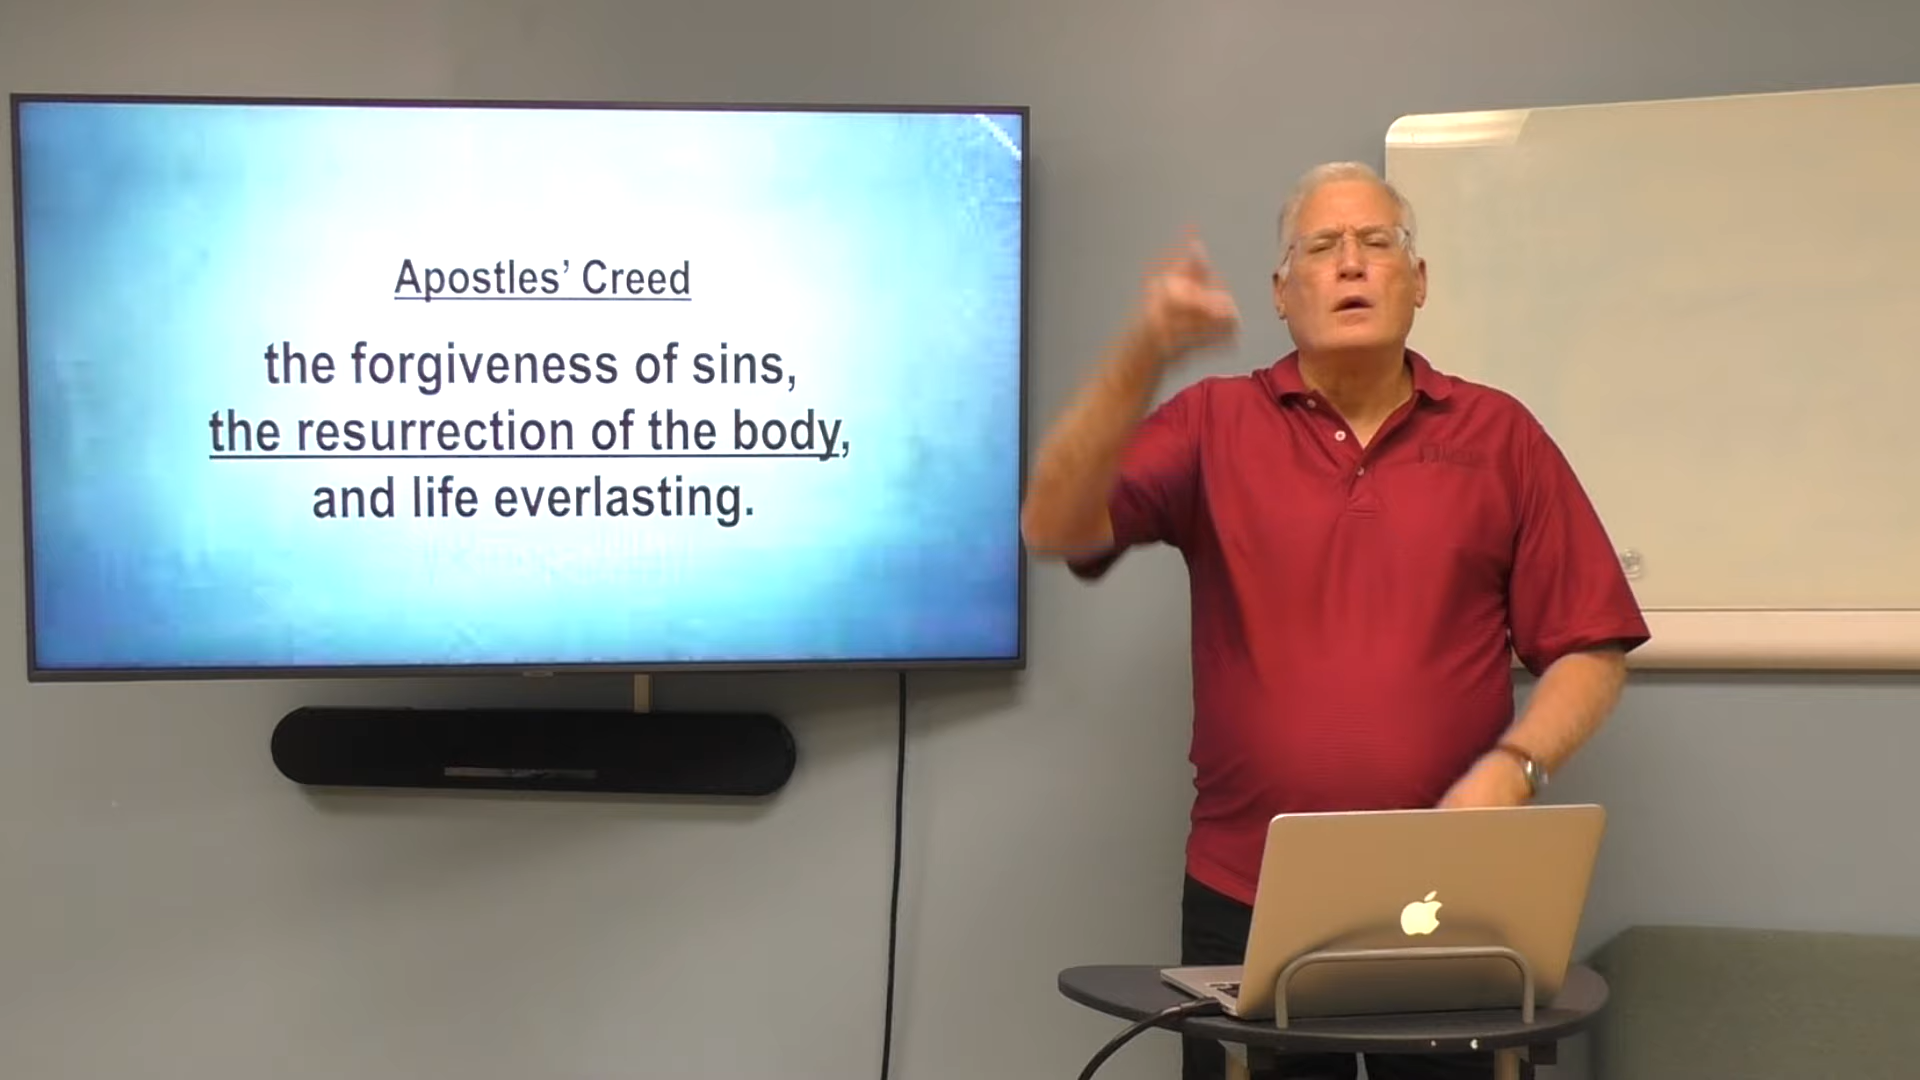 Apostles’ Creed
the forgiveness of sins,
the resurrection of the body,
and life everlasting.